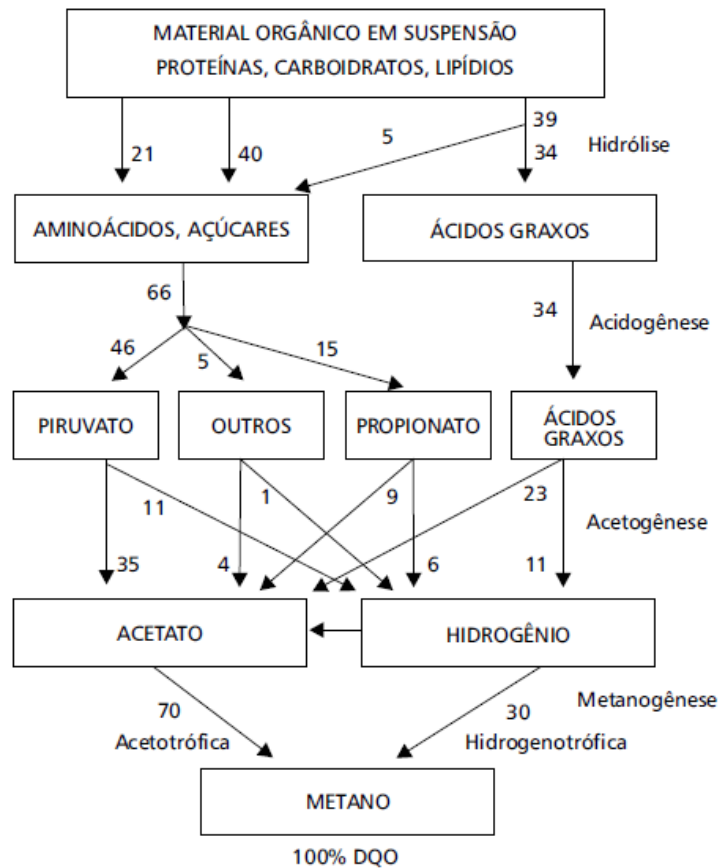 MATERIAL ORGÂNICO EM SUSPENSÃO
PROTEÍNAS, CARBOIDRATOS, LIPÍDIOS
39
5
21
40
34
Hidrólise
AMINOÁCIDOS, AÇÚCARES
ÁCIDOS GRAXOS
66
34
Acidogênese
46
5
15
PIRUVATO
OUTROS
PROPIONATO
ÁCIDOS
GRAXOS
11
1
9
23
Acetogênese
35
4
6
11
ACETATO
HIDROGÊNIO
70
30
Metanogênese
Acetotrófica
Hidrogenotrófica
METANO
100% DQO